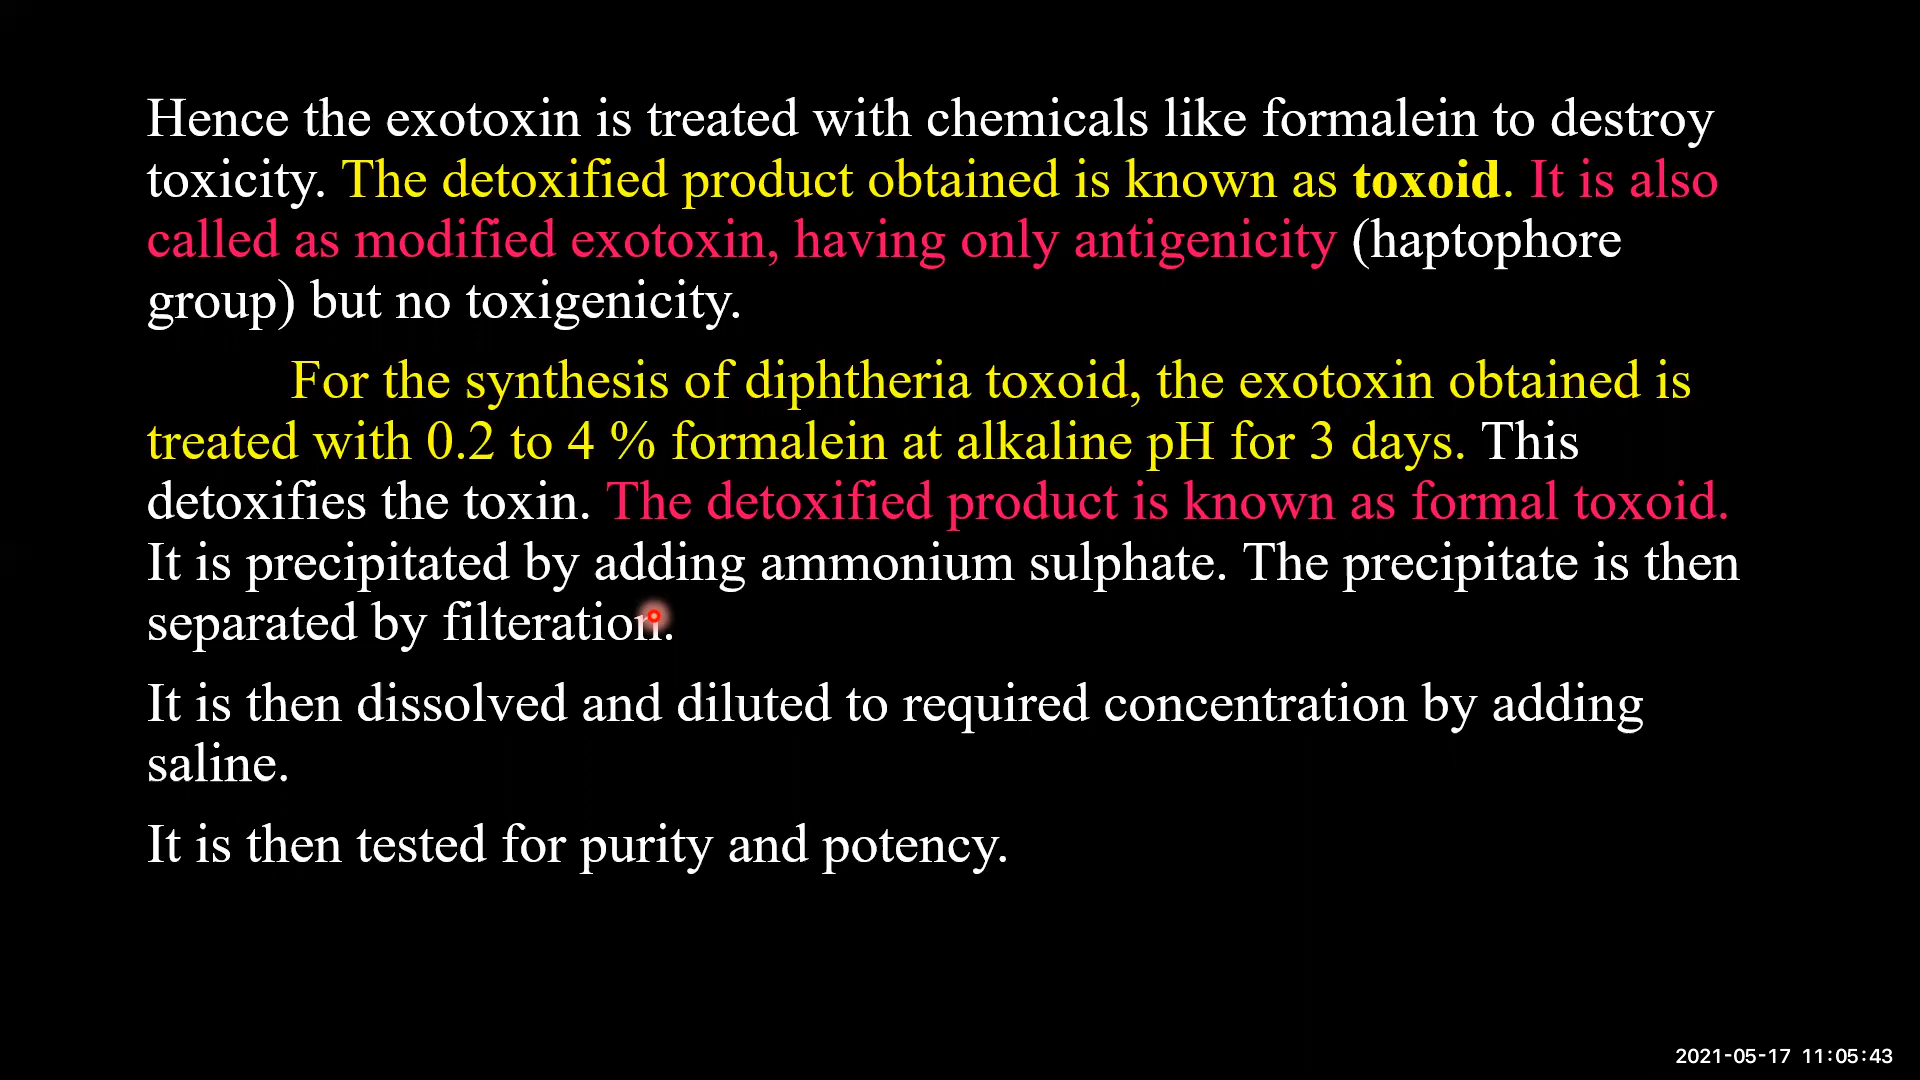 Hence the exotoxin is treated with chemicals like formalein to destroy
toxicity. The detoxified product obtained is known as toxoid. It is also
called as modified exotoxin, having only antigenicity (haptophore
group) but no toxigenicity.
For the synthesis of diphtheria toxoid, the exotoxin obtained is
treated with 0.2 to 4 % formalein at alkaline pH for 3 days. This
detoxifies the toxin. The detoxified product is known as formal toxoid.
It is precipitated by adding ammonium sulphate. The precipitate is then
separated by filteration.
It is then dissolved and diluted to required concentration by adding
saline.
It is then tested for purity and potency.
2021-05-17 11:05:43